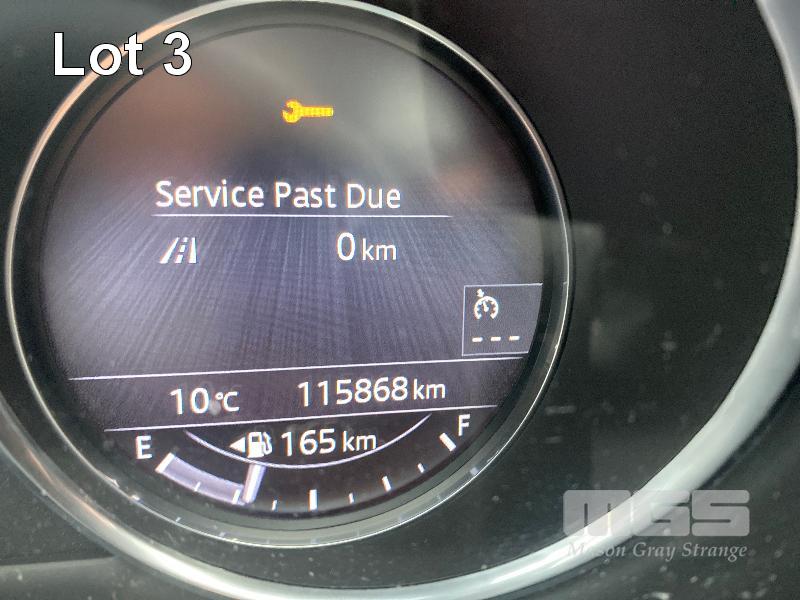 Lot 3
Service Past Due
0 km
---
10°C 115868 km
E 165 km F
MGS
Mason Gray Strange